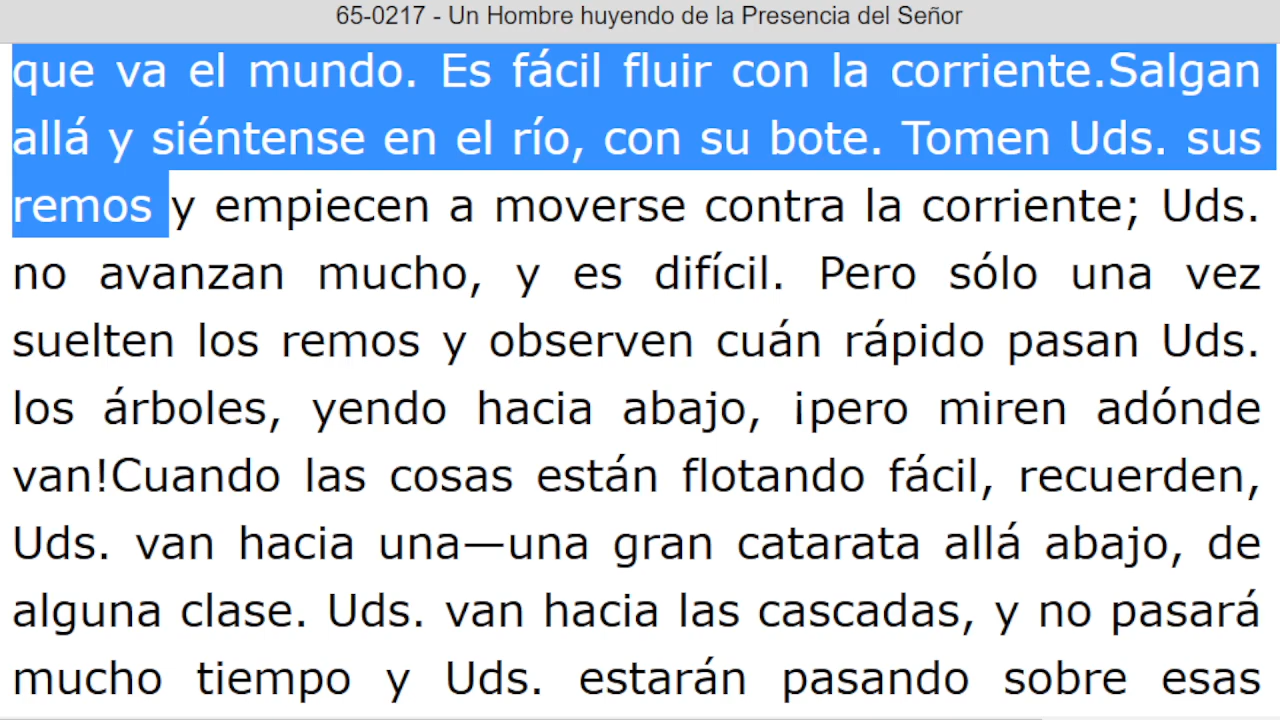 65-0217 - Un Hombre huyendo de la Presencia del Señor
que va el mundo. Es fácil fluir con la corriente.Salgan
allá y siéntense en el río, con su bote. Tomen Uds. sus
remos y empiecen a moverse contra la corriente; Uds.
no avanzan mucho, y es difícil. Pero sólo una vez
suelten los remos y observen cuán rápido pasan Uds.
los árboles, yendo hacia abajo, ¡pero miren adónde
van!Cuando las cosas están flotando fácil, recuerden,
Uds. van hacia una—una gran catarata allá abajo, de
alguna clase. Uds. van hacia las cascadas, y no pasará
mucho tiempo y Uds. estarán pasando sobre esas